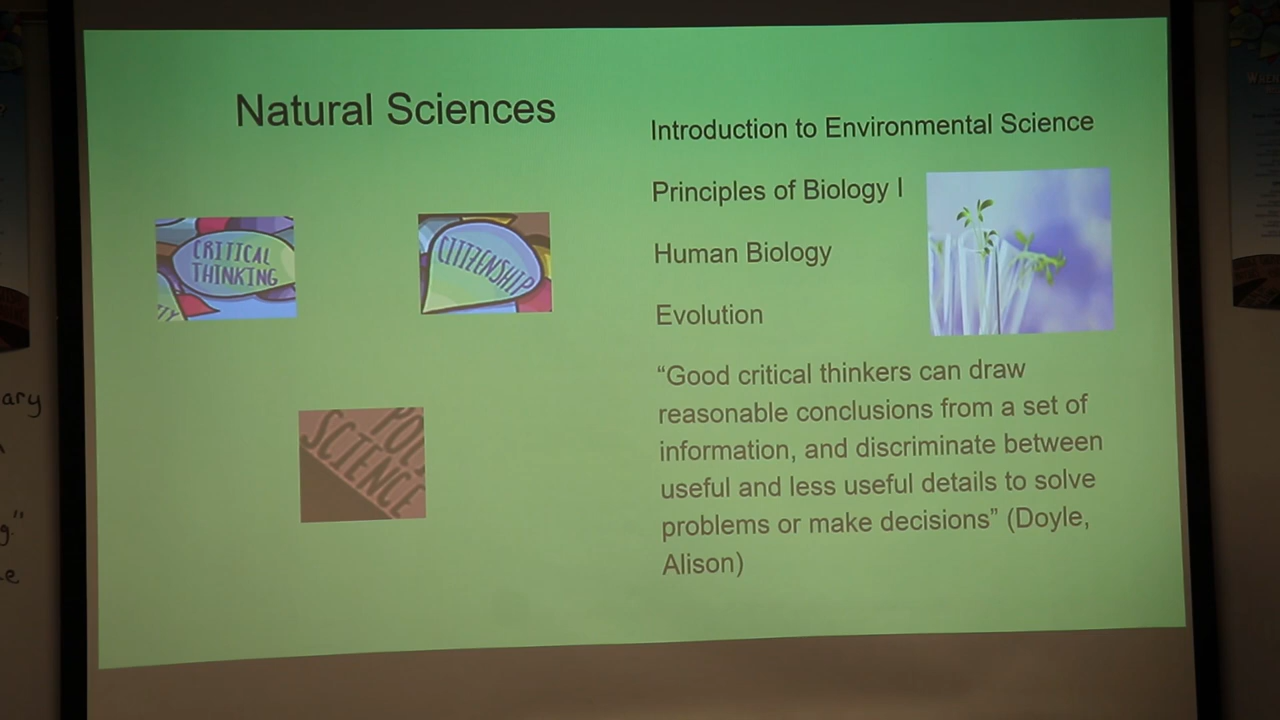 Natural Sciences
Introduction to Environmental Science
Principles of Biology I
Human Biology
Evolution
CRITICAL
THINKING
CITIZENSHIP
SCIENCE
“Good critical thinkers can draw
reasonable conclusions from a set of
information, and discriminate between
useful and less useful details to solve
problems or make decisions” (Doyle,
Alison)